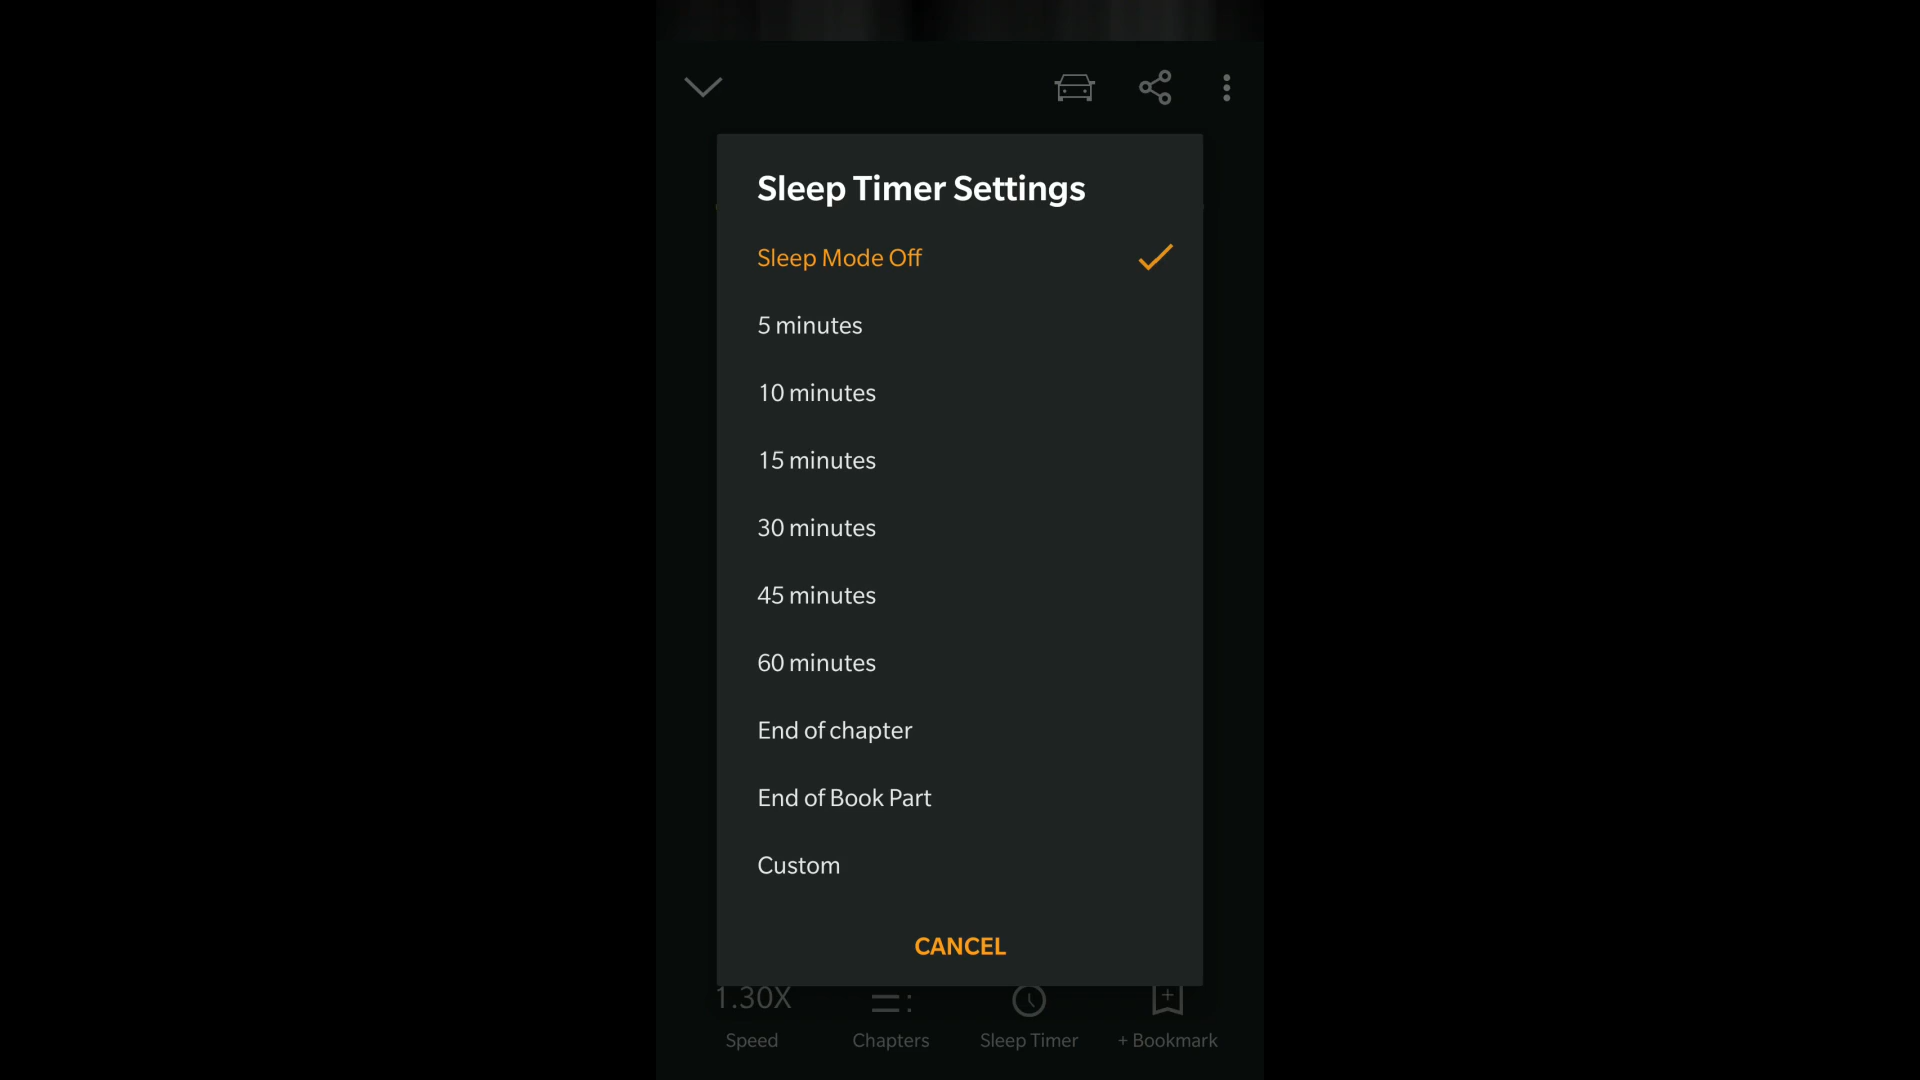 Sleep Timer Settings
Sleep Mode Off
5 minutes
10 minutes
15 minutes
30 minutes
45 minutes
60 minutes
End of chapter
End of Book Part
Custom
CANCEL
1.30X
Speed
Chapters
Sleep Timer
+ Bookmark